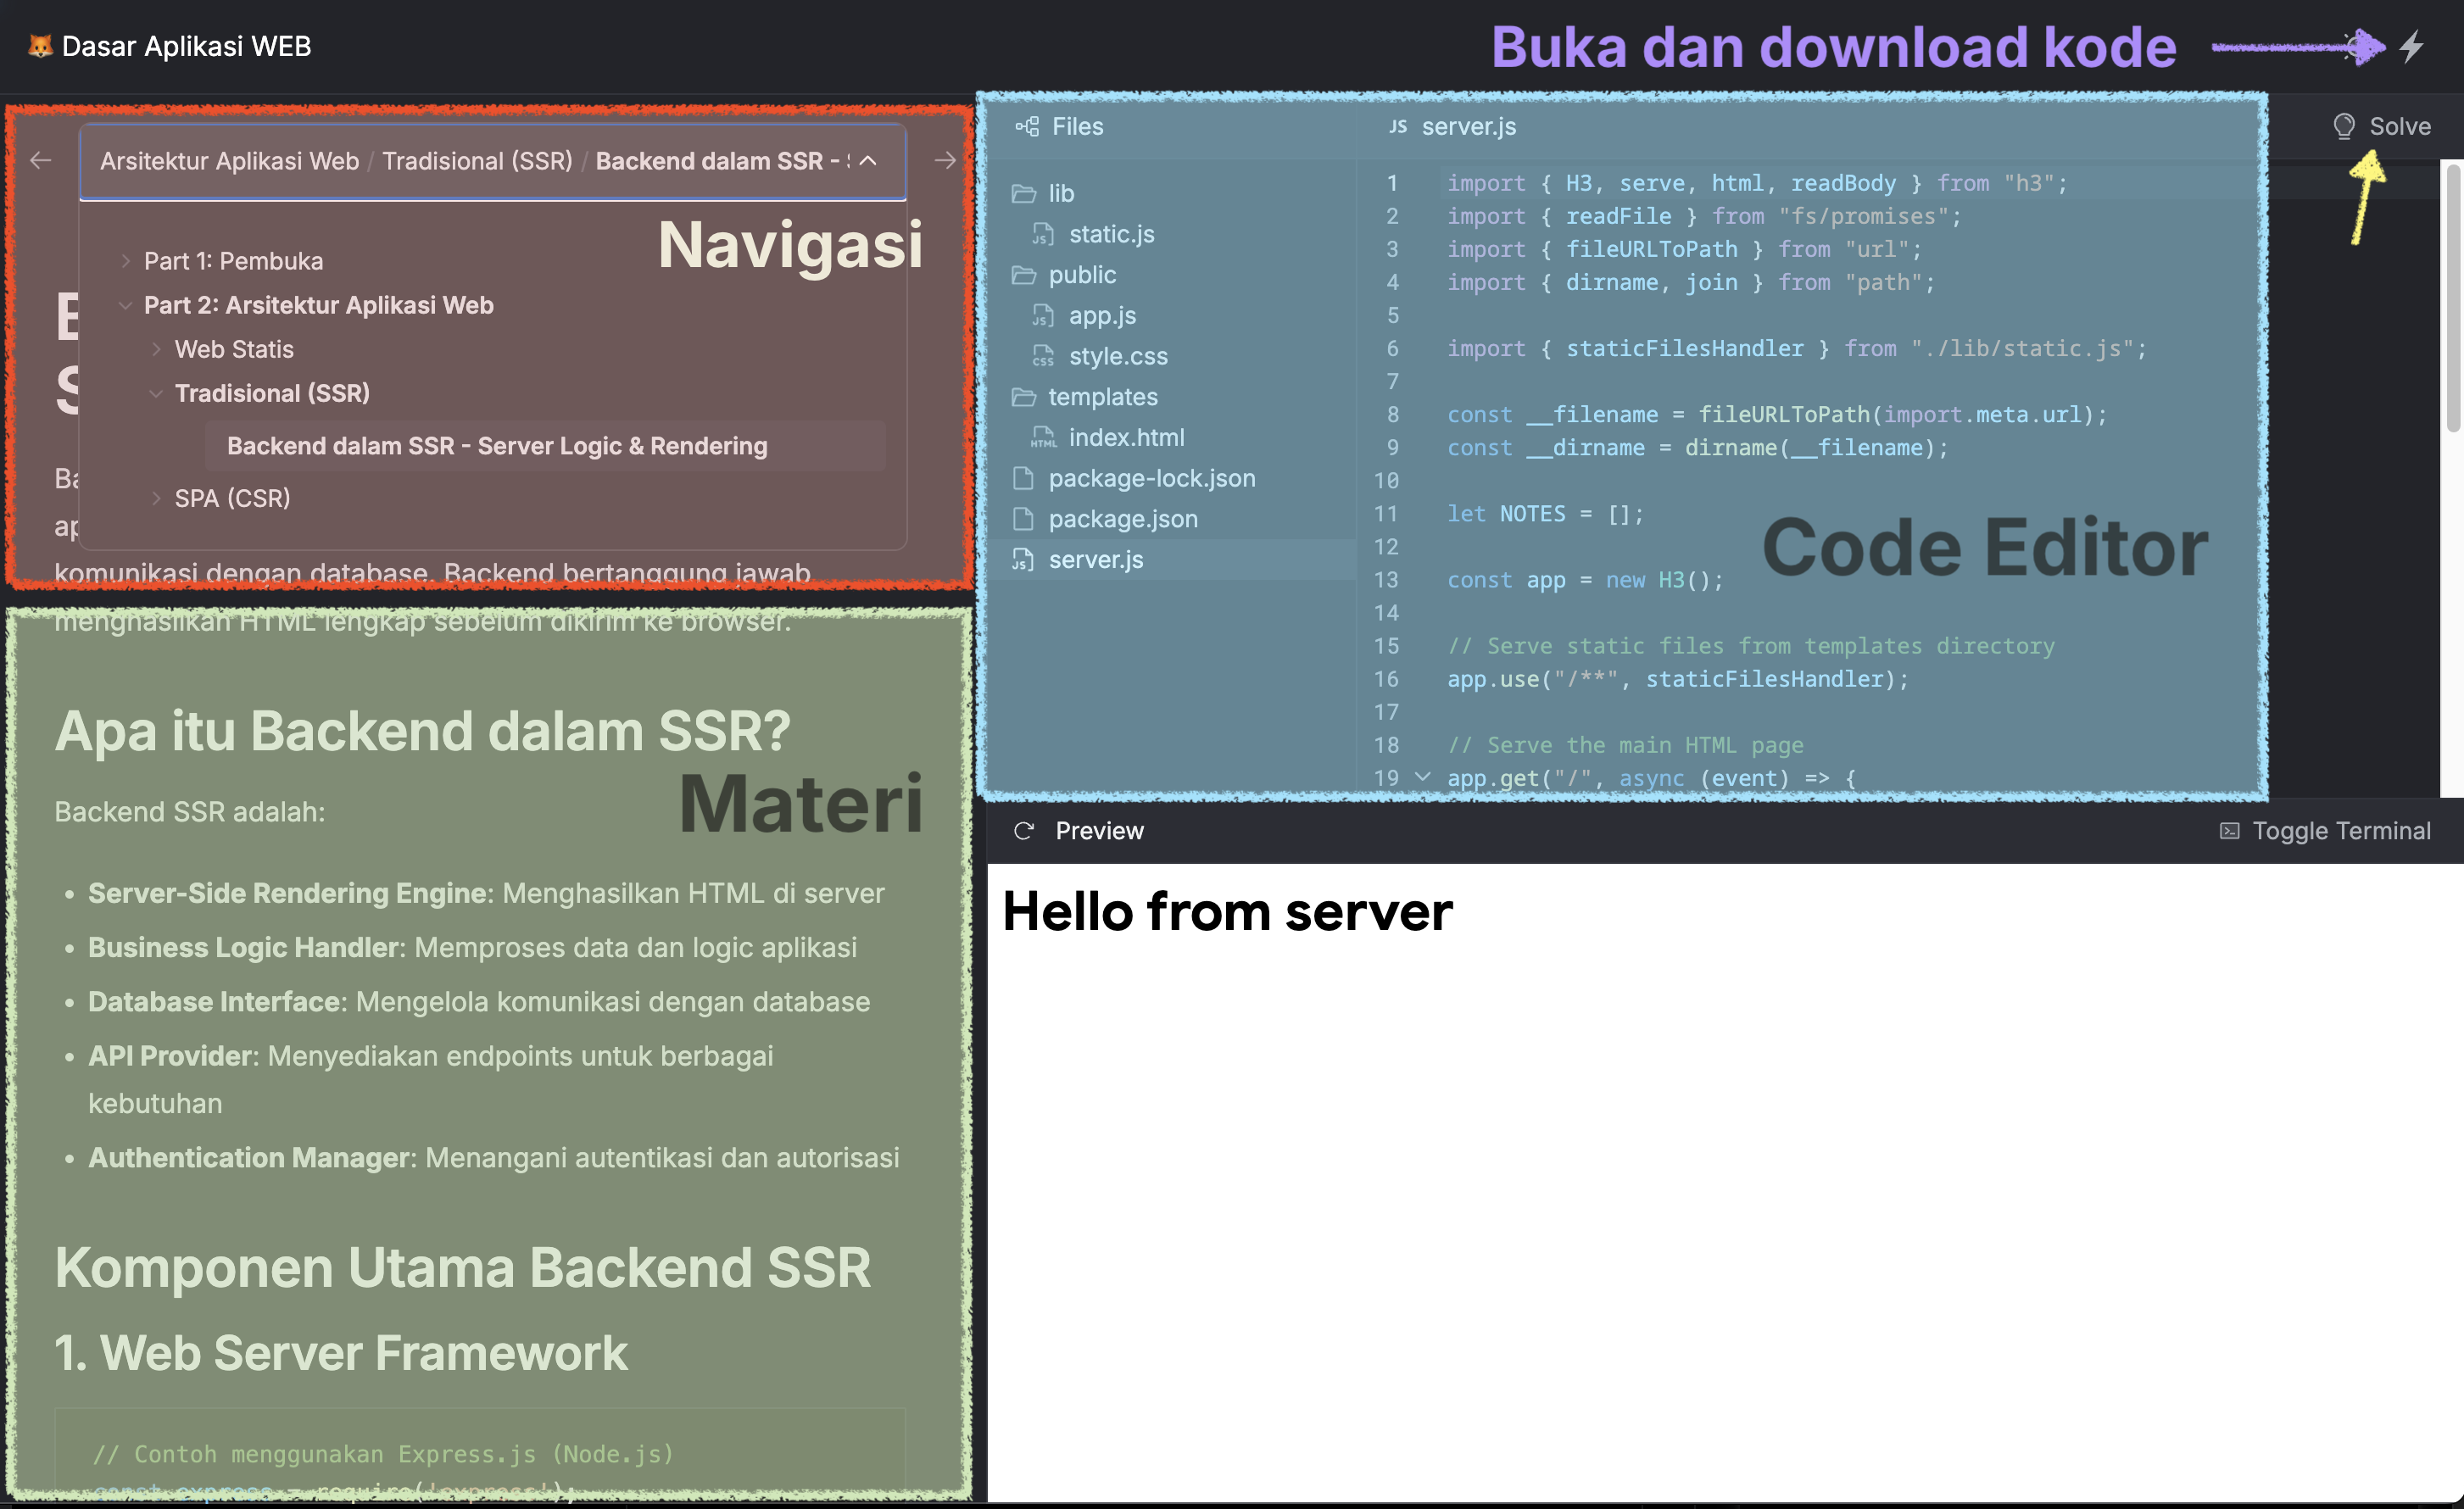 🦊 Dasar Aplikasi WEB
Buka dan download kode
Arsitektur Aplikasi Web / Tradisional (SSR) / Backend dalam SSR -
Navigasi
Part 1: Pembuka
Part 2: Arsitektur Aplikasi Web
Web Statis
Tradisional (SSR)
Backend dalam SSR - Server Logic & Rendering
SPA (CSR)
komunikasi dengan database. Backend bertanggung jawab
menghasilkan HTML lengkap sebelum dikirim ke browser.
Apa itu Backend dalam SSR?
Materi
Backend SSR adalah:
• Server-Side Rendering Engine: Menghasilkan HTML di server
• Business Logic Handler: Memproses data dan logic aplikasi
• Database Interface: Mengelola komunikasi dengan database
• API Provider: Menyediakan endpoints untuk berbagai
kebutuhan
• Authentication Manager: Menangani autentikasi dan autorisasi
Komponen Utama Backend SSR
1. Web Server Framework
// Contoh menggunakan Express.js (Node.js)
const express = require('express');
Files
lib
JS static.js
public
JS app.js
CSS style.css
templates
HTML index.html
package-lock.json
package.json
JS server.js
JS server.js
Solve
1 import { H3, serve, html, readBody } from "h3";
2 import { readFile } from "fs/promises";
3 import { fileURLToPath } from "url";
4 import { dirname, join } from "path";
5
6 import { staticFilesHandler } from "./lib/static.js";
7
8 const __filename = fileURLToPath(import.meta.url);
9 const __dirname = dirname(__filename);
10
11 let NOTES = [];
12
Code Editor
13 const app = new H3();
14
15 // Serve static files from templates directory
16 app.use("/**", staticFilesHandler);
17
18 // Serve the main HTML page
19 app.get("/", async (event) => {
Preview
Toggle Terminal
Hello from server